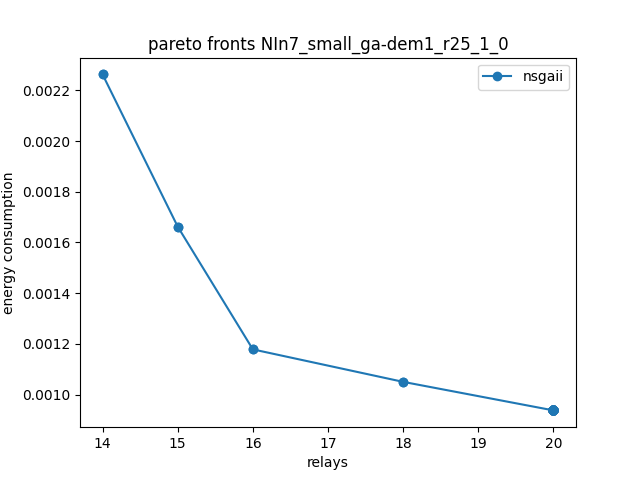 pareto fronts NIn7_small_ga-dem1_r25_1_0
nsgaii
energy consumption
0.0022
0.0020
0.0018
0.0016
0.0014
0.0012
0.0010
14 15 16 17 18 19 20
relays